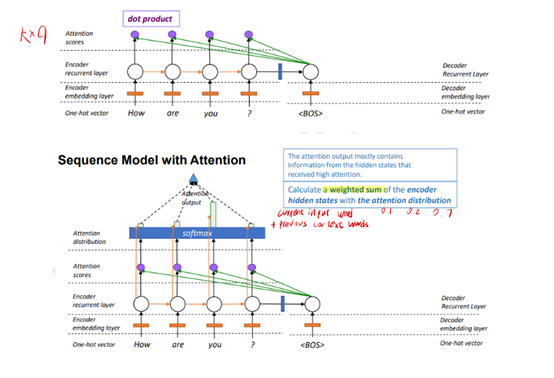 dot product
k×q
Attention scores
Encoder recurrent layer
Decoder Recurrent Layer
Encoder embedding layer
Decoder embedding layer
One-hot vector How are you ? <BOS> One-hot vector
Sequence Model with Attention
The attention output mostly contains
information from the hidden states that
received high attention.
Calculate a weighted sum of the encoder
hidden states with the attention distribution
Attention
output
current input word 0.1 0.2 0.7
+ previous context words
Attention
distribution
softmax
Attention
scores
Encoder
recurrent layer
Decoder
Recurrent Layer
Encoder
embedding layer
Decoder
embedding layer
One-hot vector How are you ? <BOS> One-hot vector